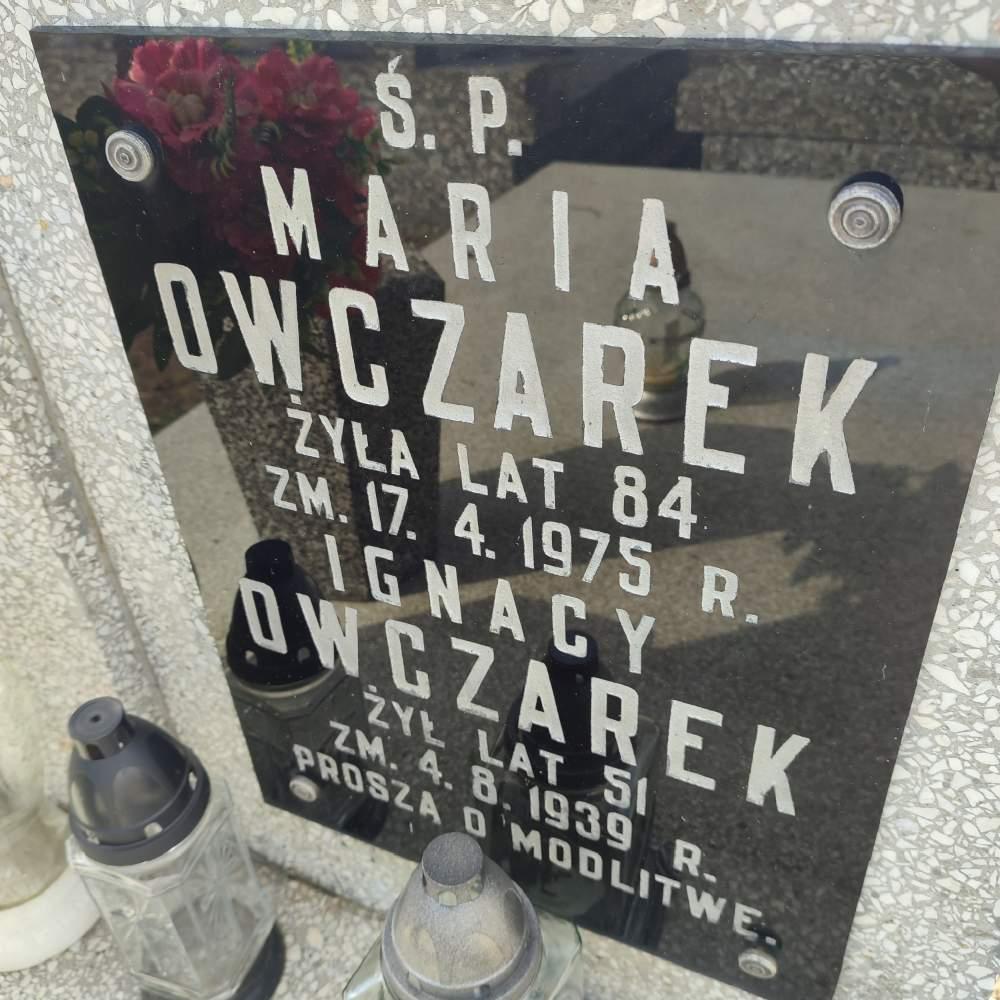 Ś. P.
MARIA
OWCZAREK
ŻYŁA LAT 84
ZM. 17. 4. 1975 R.
IGNACY
OWCZAREK
ŻYŁ LAT 51
ZM. 4. 8. 1939 R.
PROSZĄ O MODLITWĘ.